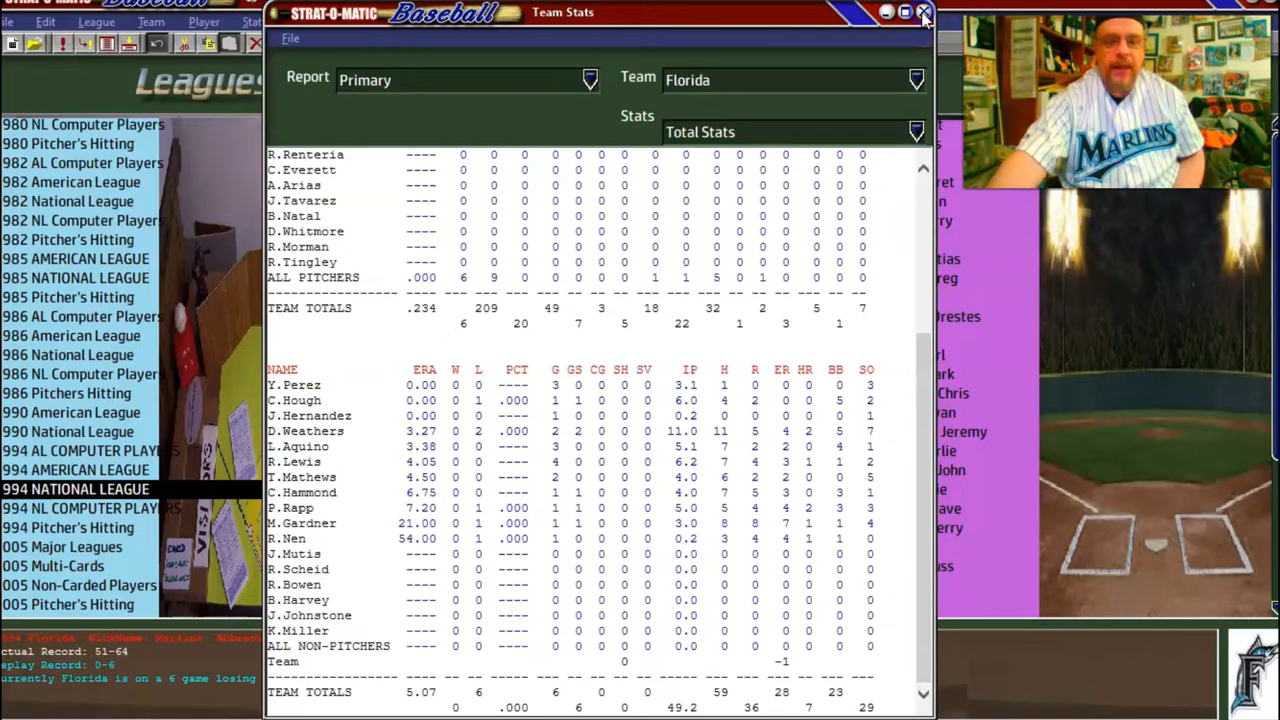 STRAT-O-MATIC Baseball Team Stats
File Edit League Team Player
Leagues
File
Report Primary
Team Florida
Stats Total Stats
980 NL Computer Players
980 Pitcher's Hitting
982 AL Computer Players
982 American League
982 National League
982 NL Computer Players
982 Pitcher's Hitting
985 AMERICAN LEAGUE
985 NATIONAL LEAGUE
985 Pitcher's Hitting
986 AL Computer Players
986 American League
986 National League
986 NL Computer Players
986 Pitchers Hitting
990 American League
990 National League
994 AL COMPUTER PLAYERS
994 AMERICAN LEAGUE
994 NATIONAL LEAGUE
994 NL COMPUTER PLAYERS
994 Pitcher's Hitting
005 Major Leagues
005 Multi-Cards
005 Non-Carded Players
005 Pitcher's Hitting
VISITORS
R.Renteria ---- 0 0 0 0 0 0 0 0 0 0 0 0 0 0
C.Everett ---- 0 0 0 0 0 0 0 0 0 0 0 0 0 0
A.Arias ---- 0 0 0 0 0 0 0 0 0 0 0 0 0 0
J.Tavarez ---- 0 0 0 0 0 0 0 0 0 0 0 0 0 0
B.Natal ---- 0 0 0 0 0 0 0 0 0 0 0 0 0 0
D.Whitmore ---- 0 0 0 0 0 0 0 0 0 0 0 0 0 0
R.Morman ---- 0 0 0 0 0 0 0 0 0 0 0 0 0 0
R.Tingley ---- 0 0 0 0 0 0 0 0 0 0 0 0 0 0
ALL PITCHERS .000 6 9 0 0 0 0 1 1 5 0 1 0 0 0
TEAM TOTALS .234 209 49 3 18 32 2 5 7
6 20 7 5 22 1 3 1
NAME ERA W L PCT G GS CG SH SV IP H R ER HR BB SO
Y.Perez 0.00 0 0 ---- 3 0 0 0 0 3.1 1 0 0 0 0 3
C.Hough 0.00 0 1 .000 1 1 0 0 0 6.0 4 2 0 0 5 2
J.Hernandez 0.00 0 0 ---- 1 0 0 0 0 0.2 0 0 0 0 0 1
D.Weathers 3.27 0 2 .000 2 2 0 0 0 11.0 11 5 4 2 5 7
L.Aquino 3.38 0 0 ---- 3 0 0 0 0 5.1 7 2 2 0 4 1
R.Lewis 4.05 0 0 ---- 4 0 0 0 0 6.2 7 4 3 1 1 2
T.Mathews 4.50 0 0 ---- 2 0 0 0 0 4.0 6 2 2 0 0 5
C.Hammond 6.75 0 0 ---- 1 1 0 0 0 4.0 7 5 3 0 3 1
P.Rapp 7.20 0 1 .000 1 1 0 0 0 5.0 5 4 4 2 3 3
M.Gardner 21.00 0 1 .000 1 1 0 0 0 3.0 8 8 7 1 1 4
R.Nen 54.00 0 1 .000 1 0 0 0 0 0.2 3 4 4 1 1 0
J.Mutis ---- 0 0 ---- 0 0 0 0 0 0.0 0 0 0 0 0 0
R.Scheid ---- 0 0 ---- 0 0 0 0 0 0.0 0 0 0 0 0 0
R.Bowen ---- 0 0 ---- 0 0 0 0 0 0.0 0 0 0 0 0 0
B.Harvey ---- 0 0 ---- 0 0 0 0 0 0.0 0 0 0 0 0 0
J.Johnstone ---- 0 0 ---- 0 0 0 0 0 0.0 0 0 0 0 0 0
K.Miller ---- 0 0 ---- 0 0 0 0 0 0.0 0 0 0 0 0 0
ALL NON-PITCHERS ---- 0 0 ---- 0 0 0 0 0 0.0 0 0 0 0 0 0
Team 0 -1
TEAM TOTALS 5.07 6 6 0 0 59 28 23
0 .000 6 0 49.2 36 7 29
MARLINS
Orestes
Chris
Jeremy
John
ctual Record: 51-64
eplay Record: 0-6
urrently Florida is on a 6 game losing
F